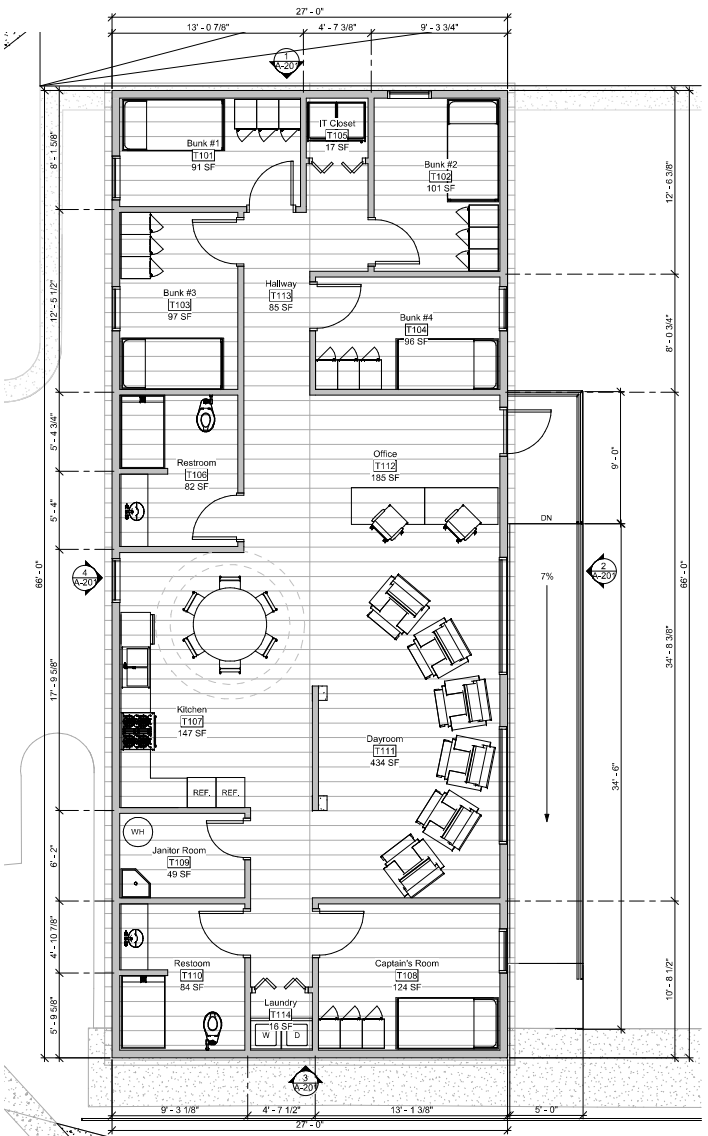 27' - 0"
13' - 0 7/8"
4' - 7 3/8"
9' - 3 3/4"
1
A-201
8' - 1 5/8"
12' - 5 1/2"
5' - 4 3/4"
5' - 4"
66' - 0"
17' - 9 5/8"
6' - 2"
4' - 10 7/8"
5' - 9 5/8"
Bunk #1
T101
91 SF
IT Closet
T105
17 SF
Bunk #2
T102
101 SF
12' - 6 3/8"
Bunk #3
T103
97 SF
Hallway
T113
85 SF
Bunk #4
T104
96 SF
8' - 0 3/4"
Restroom
T106
82 SF
Office
T112
185 SF
9' - 0"
DN
4
A-201
7%
2
A-201
66' - 0"
34' - 8 3/8"
34' - 6"
Kitchen
T107
147 SF
Dayroom
T111
434 SF
REF.
REF.
WH
Janitor Room
T109
49 SF
Restoom
T110
84 SF
Captain's Room
T108
124 SF
Laundry
T114
16 SF
W
D
10' - 8 1/2"
3
A-201
9' - 3 1/8"
4' - 7 1/2"
13' - 1 3/8"
5' - 0"
27' - 0"